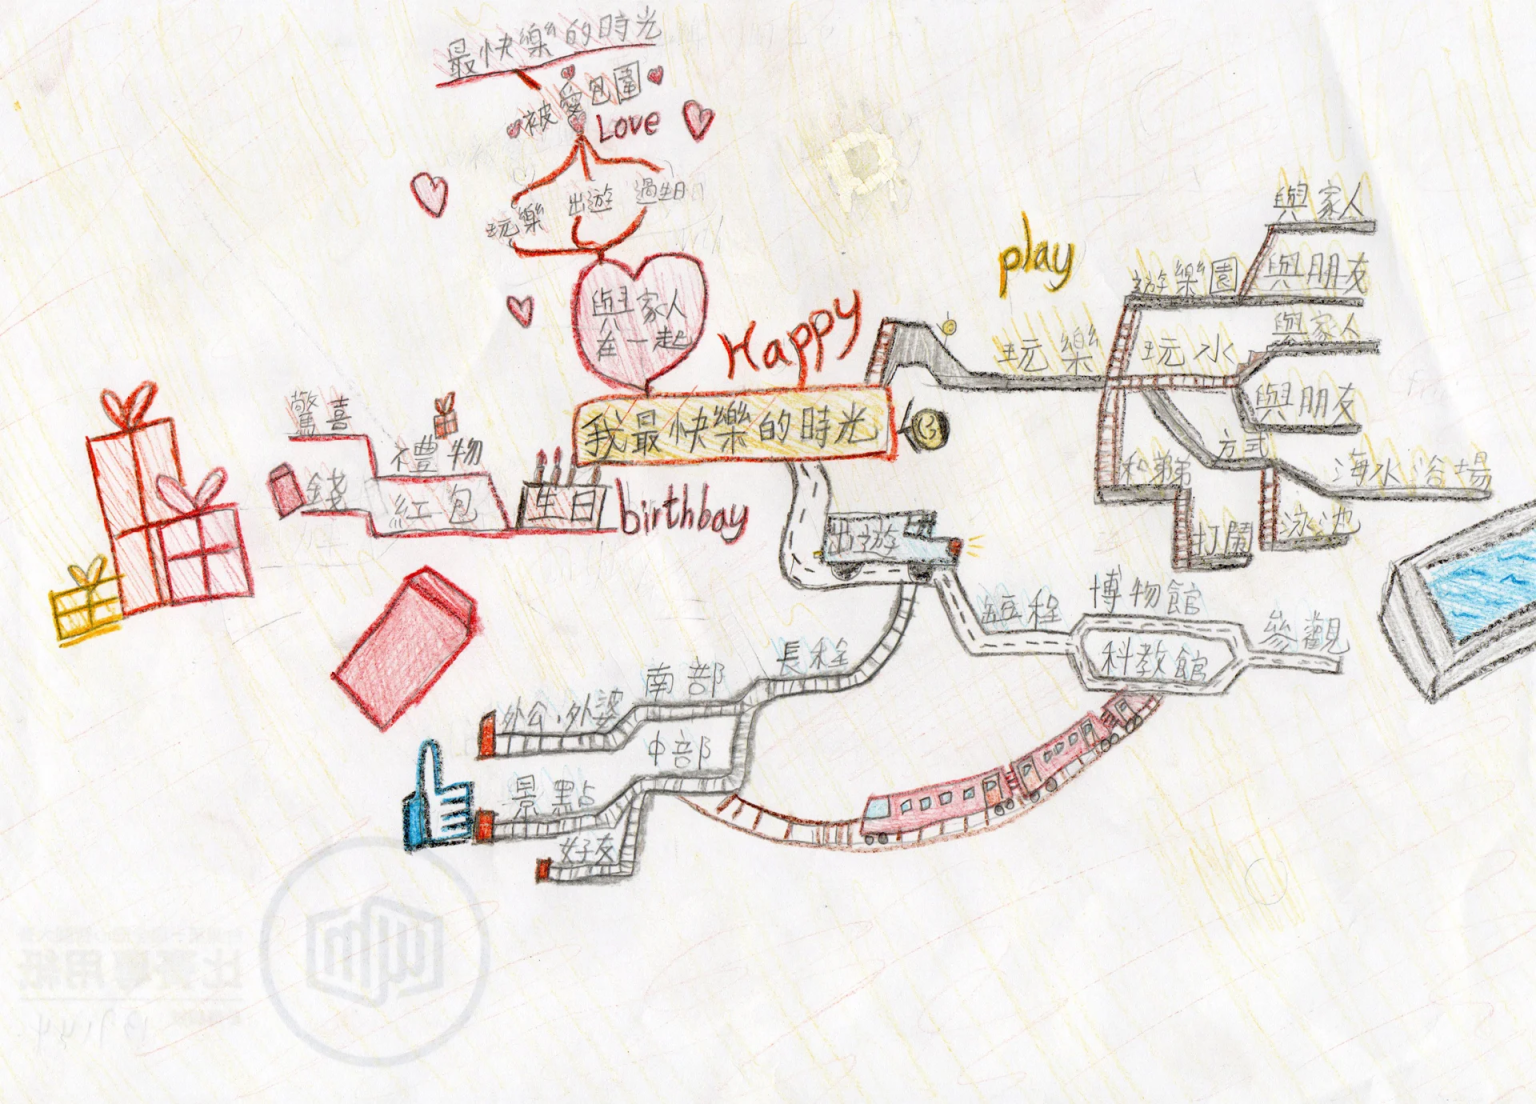 最快樂的時光
被愛包圍
Love
玩樂
出遊
過生日
與家人
在一起
Happy
我最快樂的時光
play
玩樂
遊樂園
與家人
與朋友
玩水
與家人
與朋友
方式
海水浴場
泳池
打鬧
驚喜
禮物
錢
紅包
生日
birthbay
出遊
短程
博物館
科教館
參觀
長程
南部
外公、外婆
中部
景點
好友
比賽專用紙